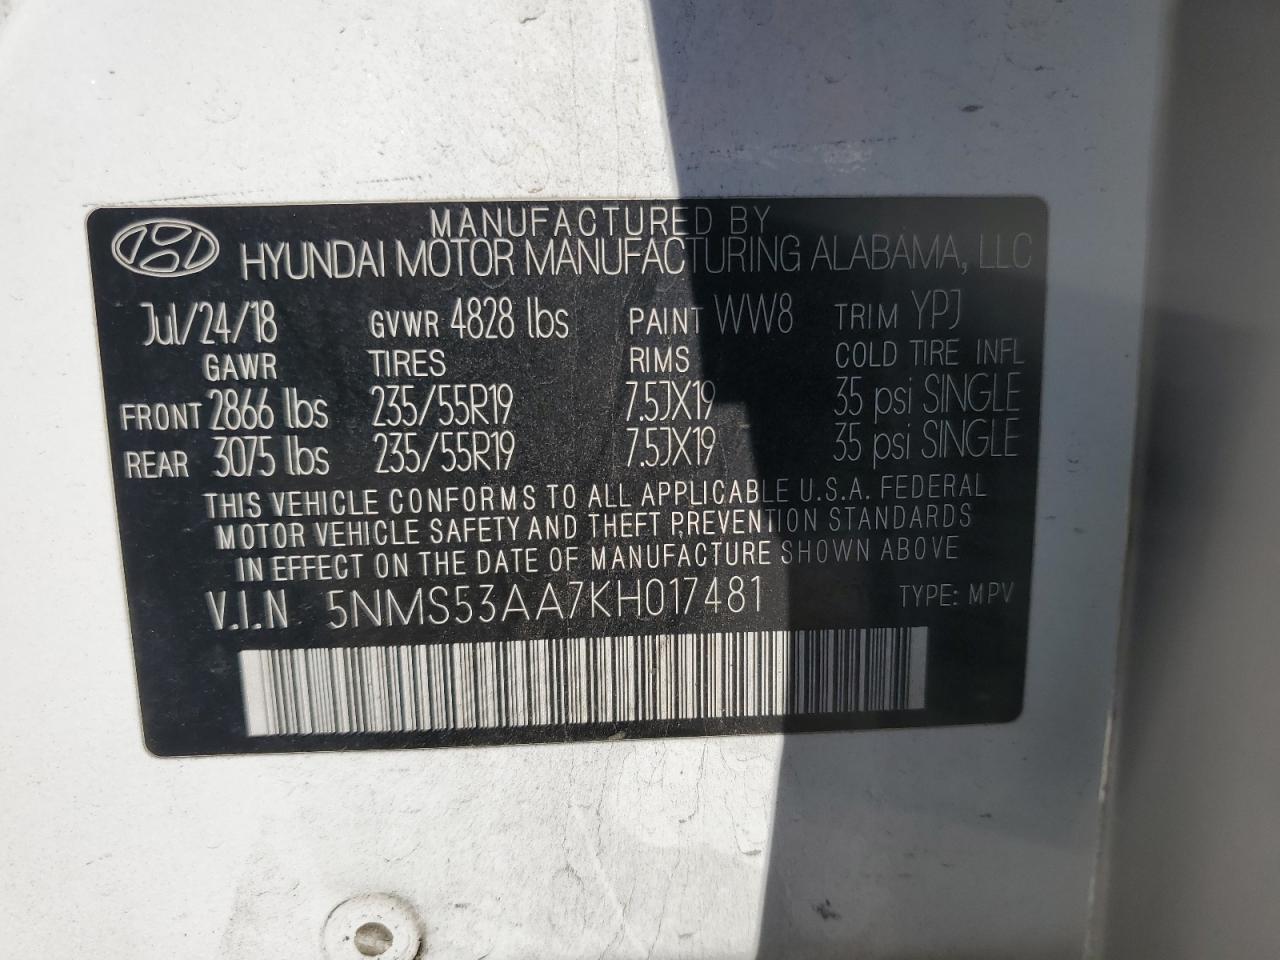 MANUFACTURED BY
HYUNDAI MOTOR MANUFACTURING ALABAMA, LLC
Jul/24/18 GVWR 4828 lbs PAINT WW8 TRIM YPJ
GAWR TIRES RIMS COLD TIRE INFL
FRONT 2866 lbs 235/55R19 7.5JX19 35 psi SINGLE
REAR 3075 lbs 235/55R19 7.5JX19 35 psi SINGLE
THIS VEHICLE CONFORMS TO ALL APPLICABLE U.S.A. FEDERAL
MOTOR VEHICLE SAFETY AND THEFT PREVENTION STANDARDS
IN EFFECT ON THE DATE OF MANUFACTURE SHOWN ABOVE
V.I.N 5NMS53AA7KH017481 TYPE: MPV